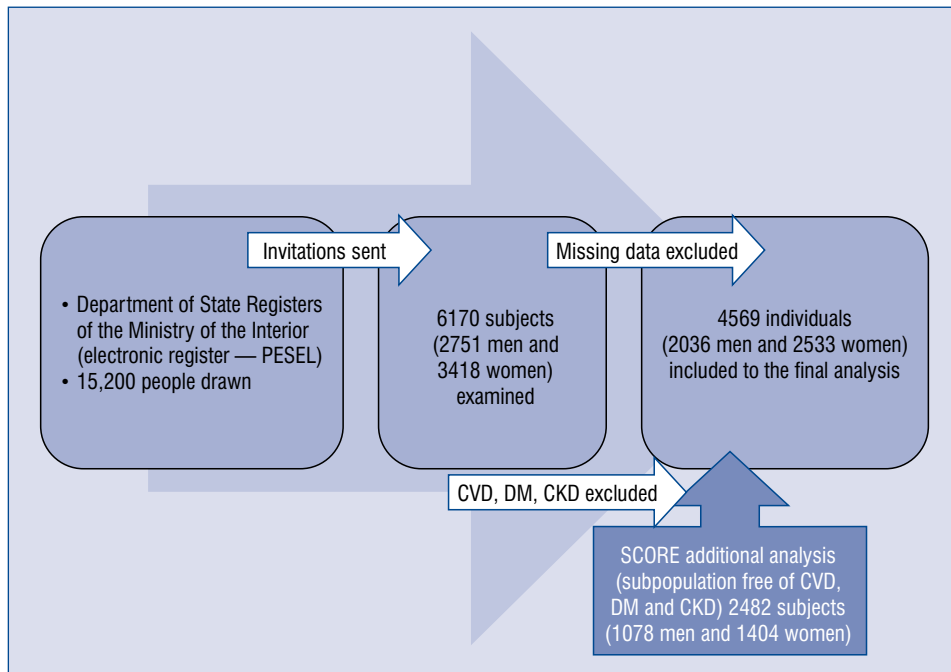 Invitations sent
Missing data excluded
• Department of State Registers
of the Ministry of the Interior
(electronic register — PESEL)
• 15,200 people drawn
6170 subjects
(2751 men and
3418 women)
examined
4569 individuals
(2036 men and 2533 women)
included to the final analysis
CVD, DM, CKD excluded
SCORE additional analysis
(subpopulation free of CVD,
DM and CKD) 2482 subjects
(1078 men and 1404 women)